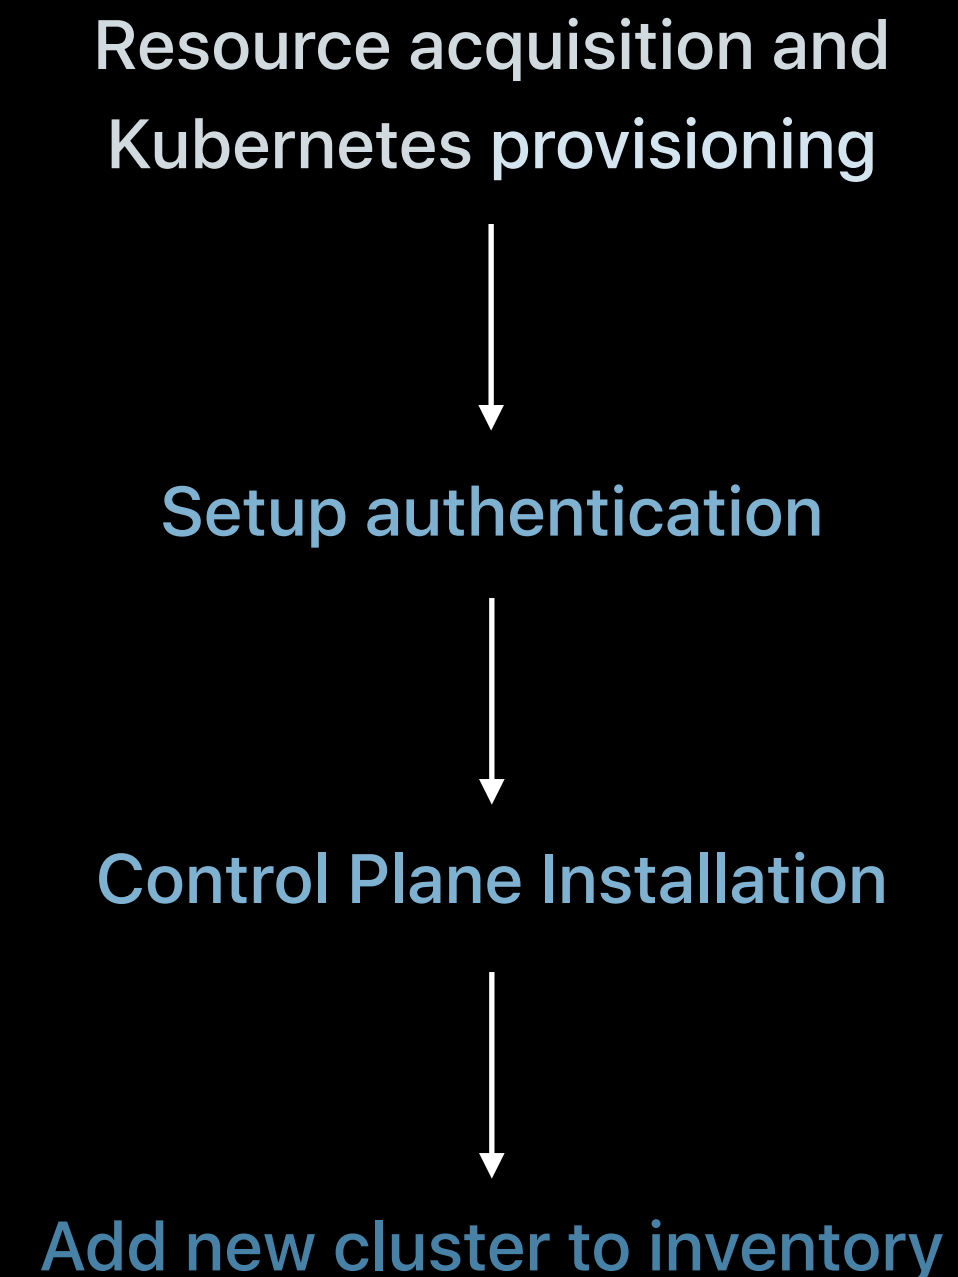 Resource acquisition and
Kubernetes provisioning
Setup authentication
Control Plane Installation
Add new cluster to inventory